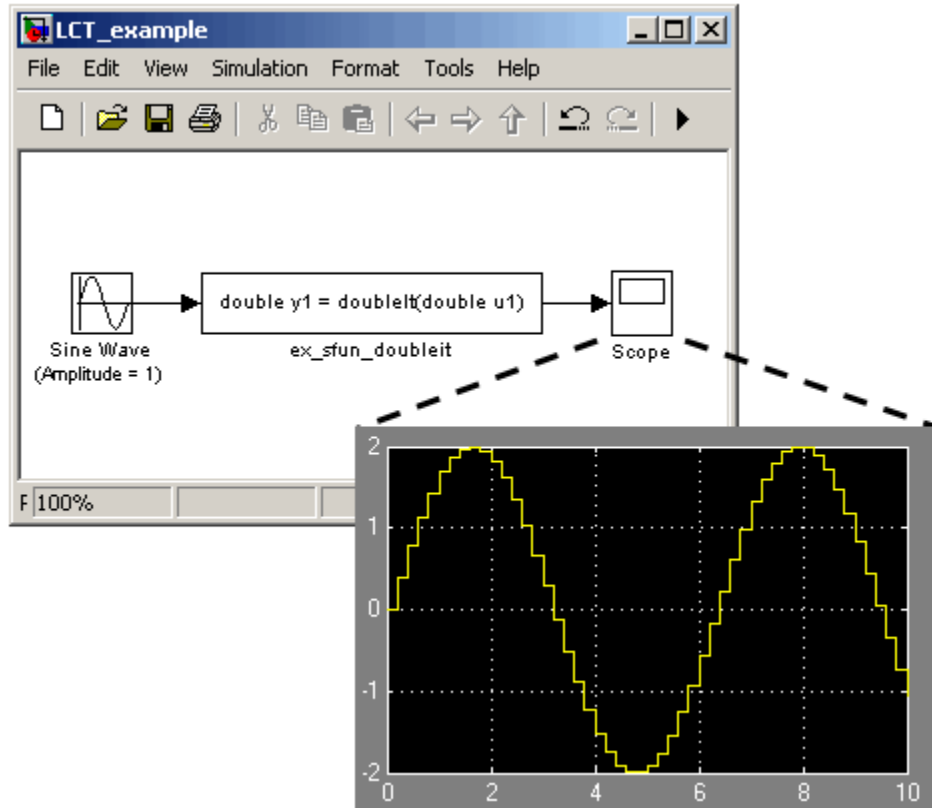 LCT_example
File Edit View Simulation Format Tools Help
double y1 = doubleIt(double u1)
Sine Wave
(Amplitude = 1)
ex_sfun_doubleit
Scope
F 100%
2
1
0
-1
-2
0 2 4 6 8 10